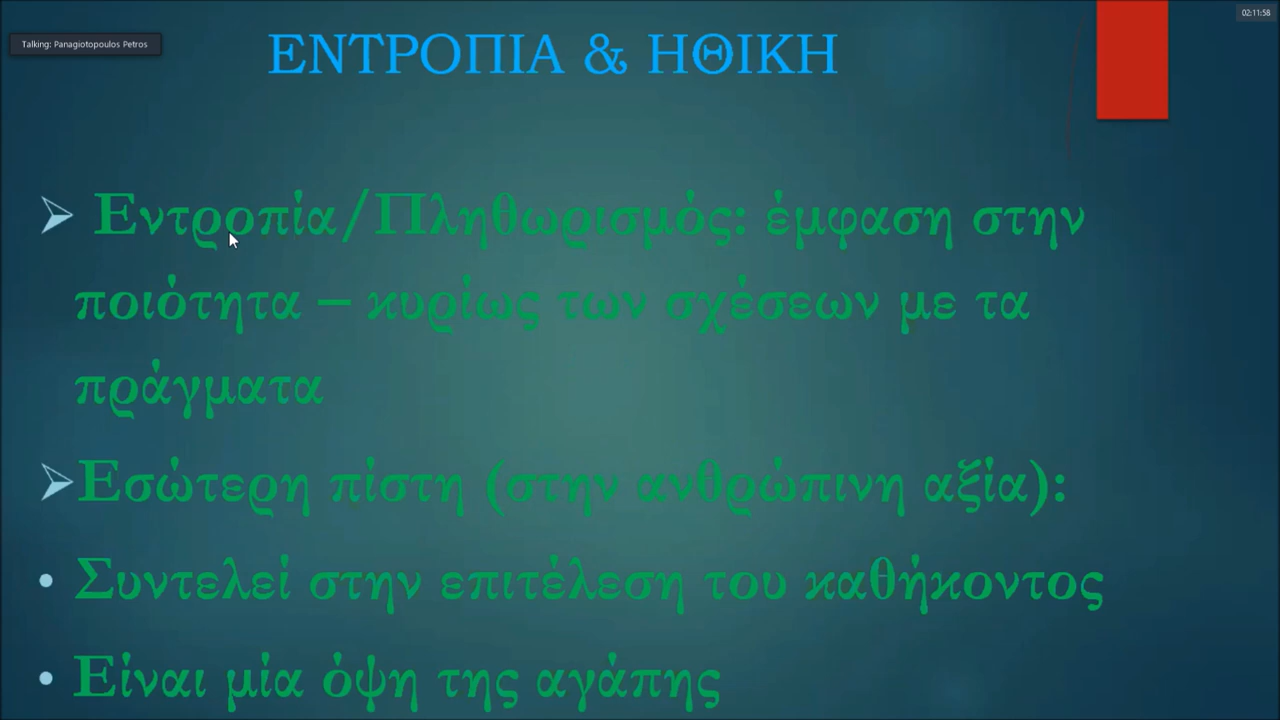 02:11:58
Talking: Panagiotopoulos Petros
ΕΝΤΡΟΠΙΑ & ΗΘΙΚΗ
➢ Εντροπία/Πληθωρισμός: έμφαση στην
ποιότητα – κυρίως των σχέσεων με τα
πράγματα
➢Εσώτερη πίστη (στην ανθρώπινη αξία):
• Συντελεί στην επιτέλεση του καθήκοντος
• Είναι μία όψη της αγάπης